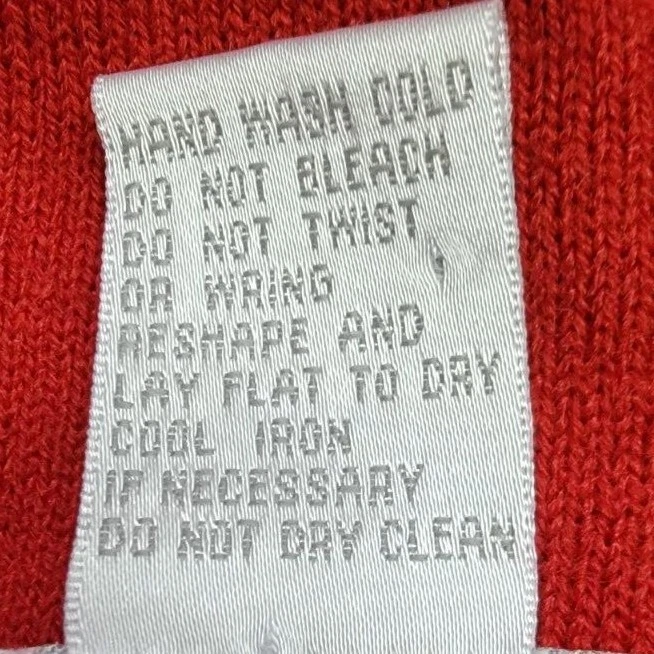 HAND WASH COLD
DO NOT BLEACH
DO NOT TWIST
OR WRING
RESHAPE AND
LAY FLAT TO DRY
COOL IRON
IF NECESSARY
DO NOT DRY CLEAN